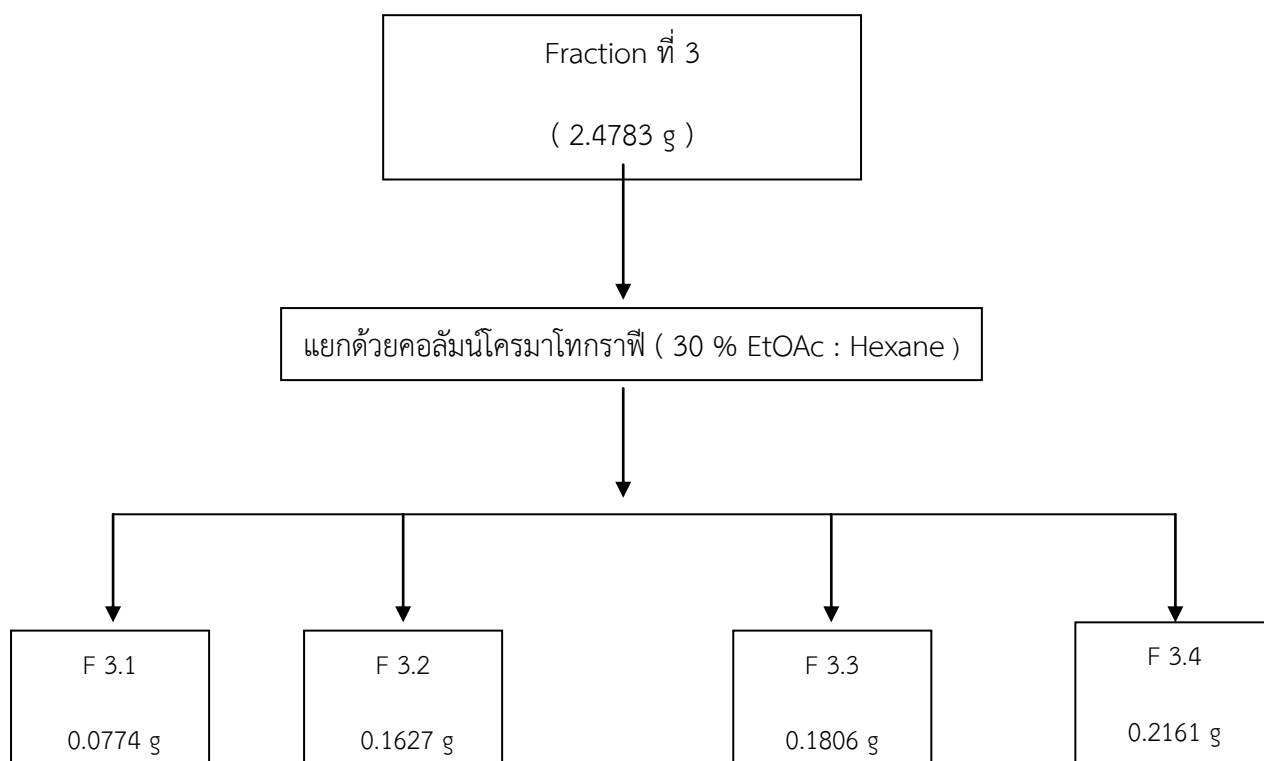 Fraction ที่ 3
( 2.4783 g )
แยกด้วยคอลัมน์โครมาโทกราฟี ( 30 % EtOAc : Hexane )
F 3.1
0.0774 g
F 3.2
0.1627 g
F 3.3
0.1806 g
F 3.4
0.2161 g